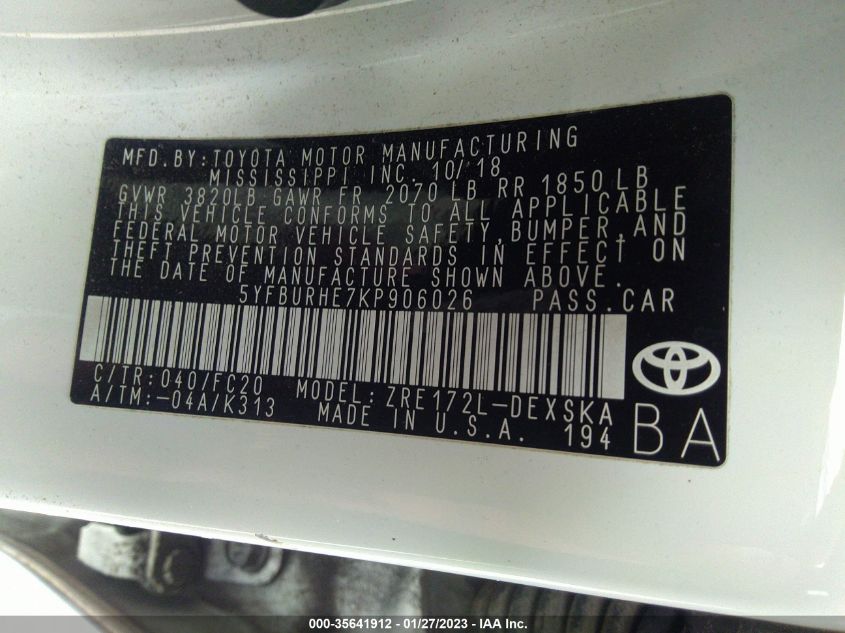 MFD.BY:TOYOTA MOTOR MANUFACTURING
MISSISSIPPI INC. 10/18
GVWR 3820LB GAWR FR 2070 LB RR 1850 LB
THIS VEHICLE CONFORMS TO ALL APPLICABLE
FEDERAL MOTOR VEHICLE SAFETY,BUMPER,AND
THEFT PREVENTION STANDARDS IN EFFECT ON
THE DATE OF MANUFACTURE SHOWN ABOVE.
5YFBURHE7KP906026 PASS.CAR
C/TR:040/FC20 MODEL:ZRE172L-DEXSKA
A/TM:-04A/K313 MADE IN U.S.A. 194
BA
000-35641912 - 01/27/2023 - IAA Inc.